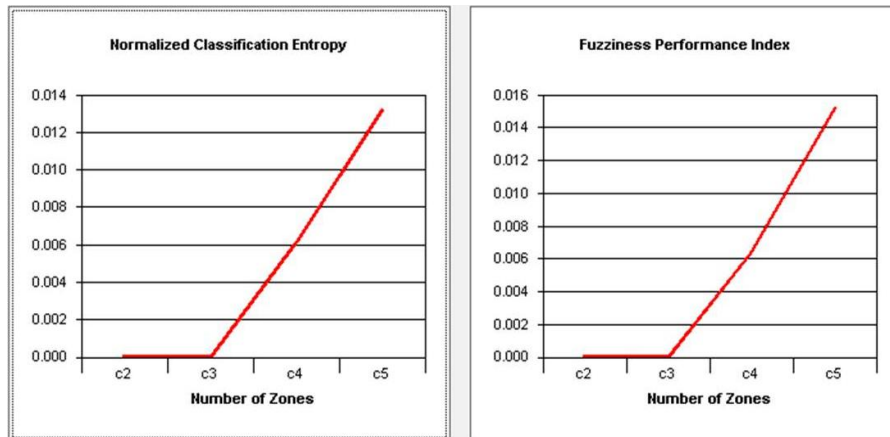 Normalized Classification Entropy
0.014
0.012
0.010
0.008
0.006
0.004
0.002
0.000
c2 c3 c4 c5
Number of Zones
Fuzziness Performance Index
0.016
0.014
0.012
0.010
0.008
0.006
0.004
0.002
0.000
c2 c3 c4 c5
Number of Zones